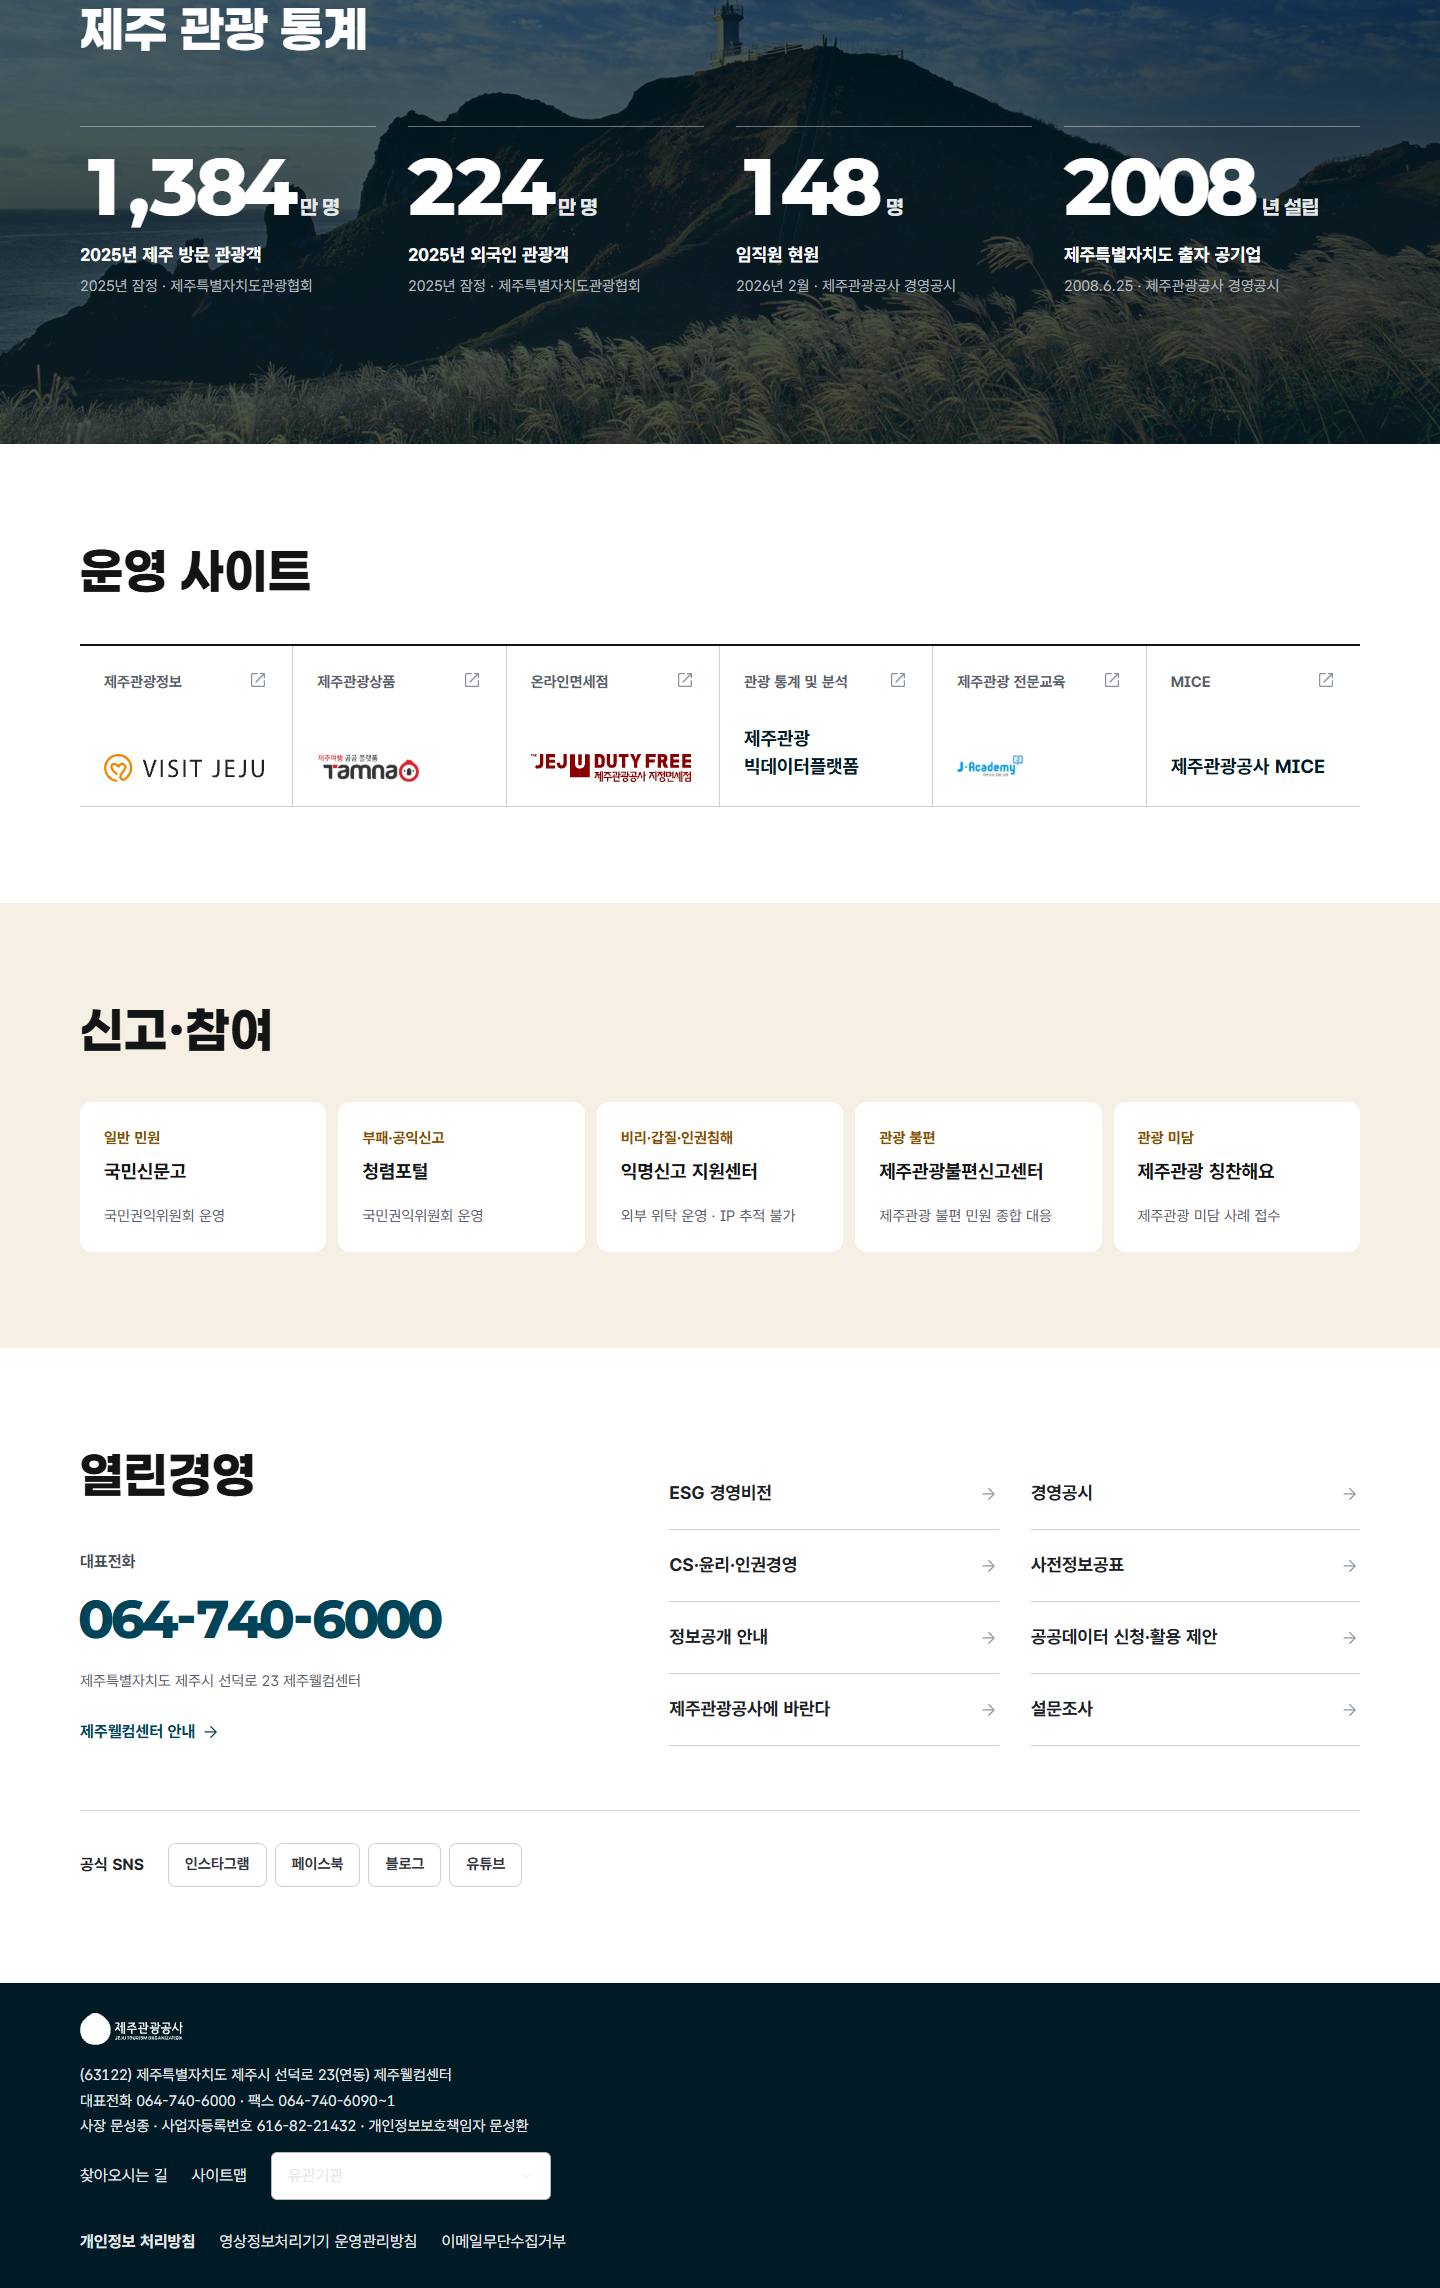 제주 관광 통계
1,384만 명
2025년 제주 방문 관광객
2025년 잠정 · 제주특별자치도관광협회
224만 명
2025년 외국인 관광객
2025년 잠정 · 제주특별자치도관광협회
148 명
임직원 현원
2026년 2월 · 제주관광공사 경영공시
2008년 설립
제주특별자치도 출자 공기업
2008.6.25 · 제주관광공사 경영공시
운영 사이트
제주관광정보
VISIT JEJU
제주관광상품
제주여행 공공 플랫폼
Tamnao
온라인면세점
THE JEJU DUTY FREE
제주관광공사 지정면세점
관광 통계 및 분석
제주관광
빅데이터플랫폼
제주관광 전문교육
J-Academy
MICE
제주관광공사 MICE
신고·참여
일반 민원
국민신문고
국민권익위원회 운영
부패·공익신고
청렴포털
국민권익위원회 운영
비리·갑질·인권침해
익명신고 지원센터
외부 위탁 운영 · IP 추적 불가
관광 불편
제주관광불편신고센터
제주관광 불편 민원 종합 대응
관광 미담
제주관광 칭찬해요
제주관광 미담 사례 접수
열린경영
대표전화
064-740-6000
제주특별자치도 제주시 선덕로 23 제주웰컴센터
제주웰컴센터 안내
ESG 경영비전
경영공시
CS·윤리·인권경영
사전정보공표
정보공개 안내
공공데이터 신청·활용 제안
제주관광공사에 바란다
설문조사
공식 SNS
인스타그램
페이스북
블로그
유튜브
제주관광공사
JEJU TOURISM ORGANIZATION
(63122) 제주특별자치도 제주시 선덕로 23(연동) 제주웰컴센터
대표전화 064-740-6000 · 팩스 064-740-6090~1
사장 문성종 · 사업자등록번호 616-82-21432 · 개인정보보호책임자 문성환
찾아오시는 길 사이트맵 유관기관
개인정보 처리방침 영상정보처리기기 운영관리방침 이메일무단수집거부